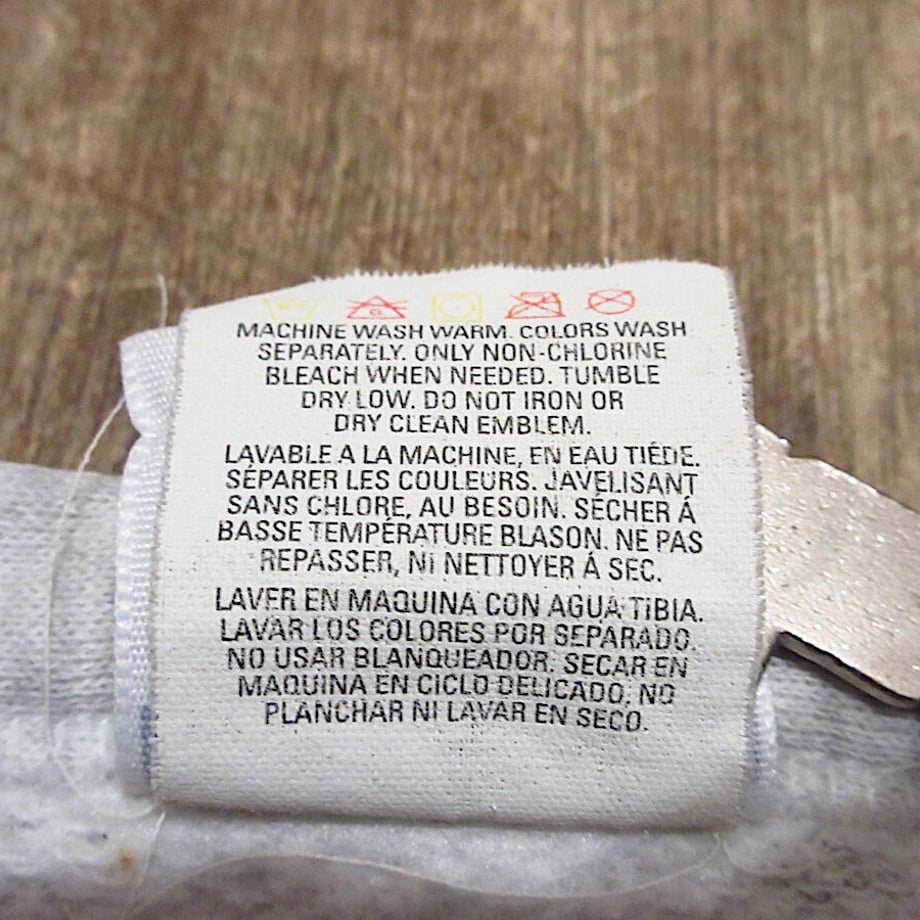 MACHINE WASH WARM. COLORS WASH
SEPARATELY. ONLY NON-CHLORINE
BLEACH WHEN NEEDED. TUMBLE
DRY LOW. DO NOT IRON OR
DRY CLEAN EMBLEM.
LAVABLE A LA MACHINE, EN EAU TIÉDE.
SÉPARER LES COULEURS. JAVELISANT
SANS CHLORE, AU BESOIN. SÉCHER Á
BASSE TEMPÉRATURE BLASON. NE PAS
REPASSER, NI NETTOYER Á SEC.
LAVER EN MAQUINA CON AGUA TIBIA.
LAVAR LOS COLORES POR SEPARADO.
NO USAR BLANQUEADOR. SECAR EN
MAQUINA EN CICLO DELICADO, NO
PLANCHAR NI LAVAR EN SECO.